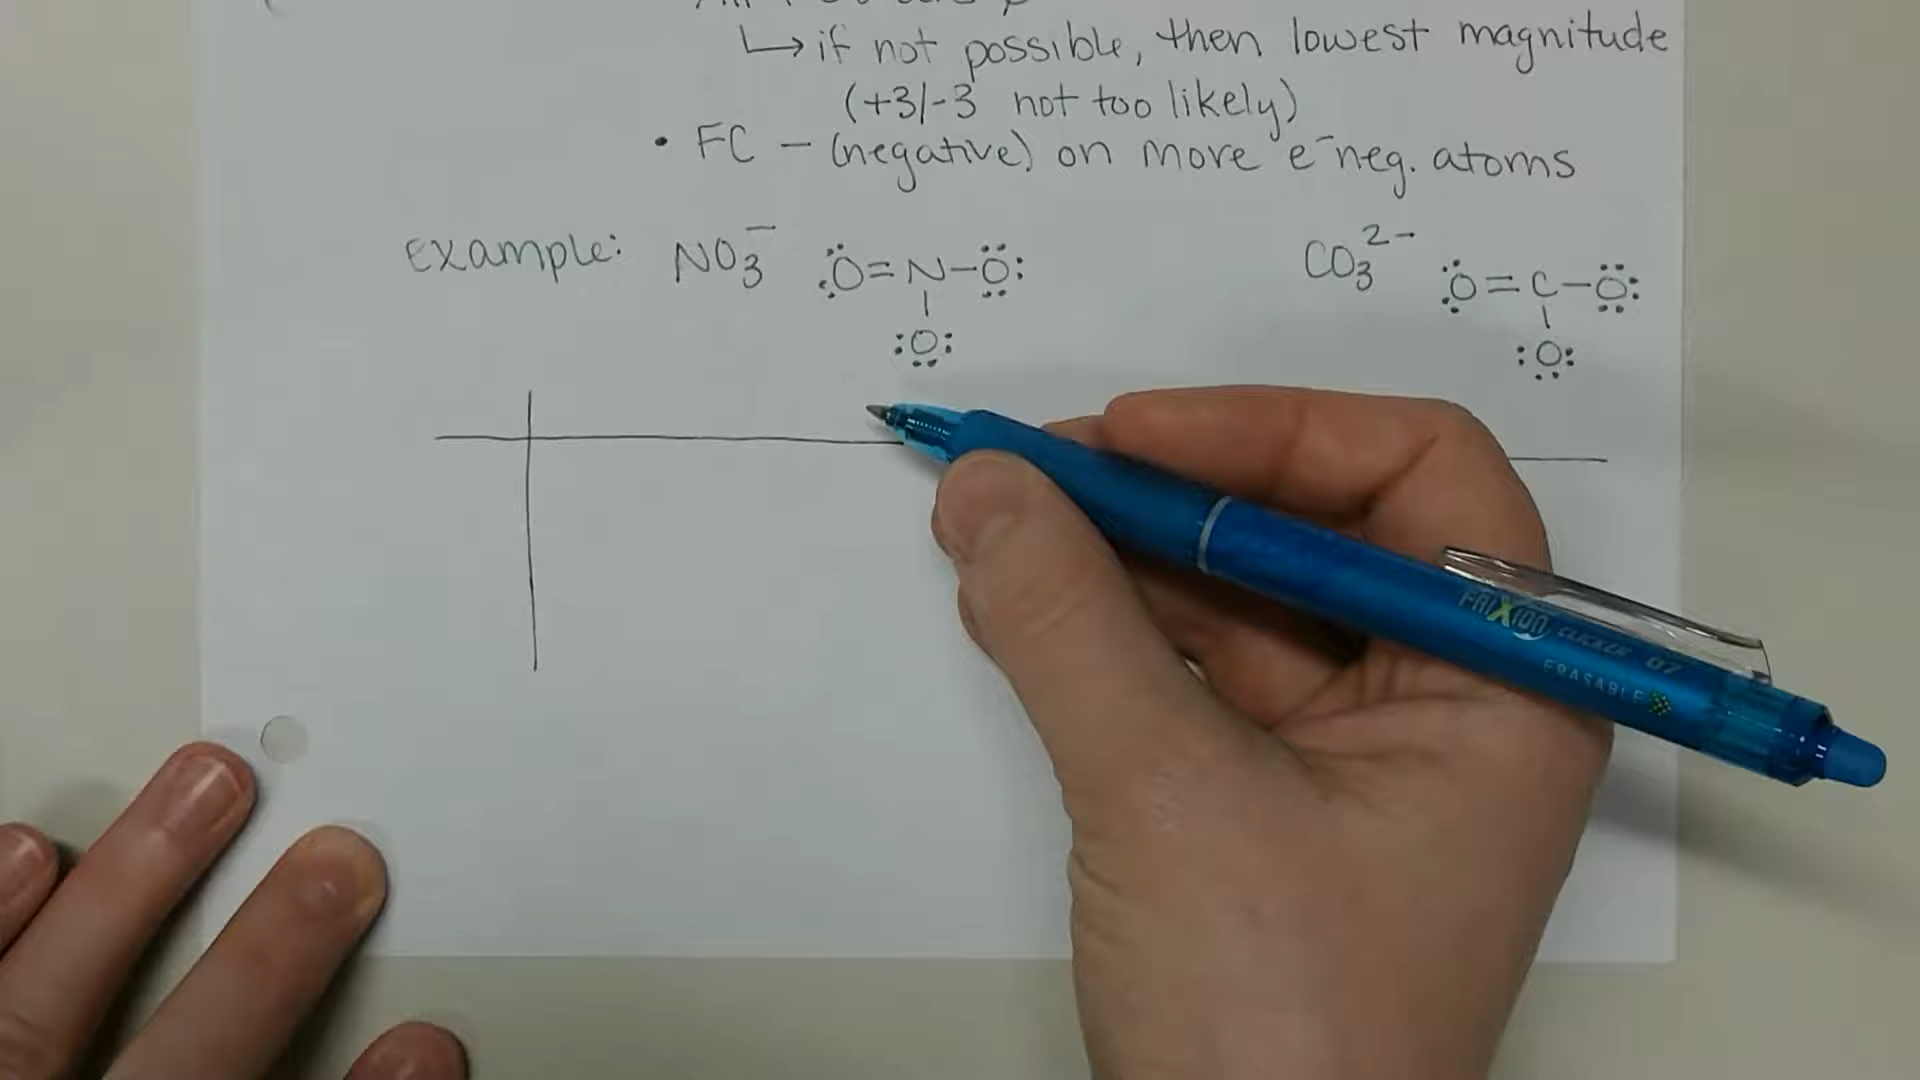 ↳ if not possible, then lowest magnitude
(+3/-3 not too likely)
• FC – (negative) on more e⁻neg. atoms
example: NO₃⁻ O=N-O: CO₃²⁻ O=C-O:
:O: :O:
FRIXION CLICKER 07
ERASABLE